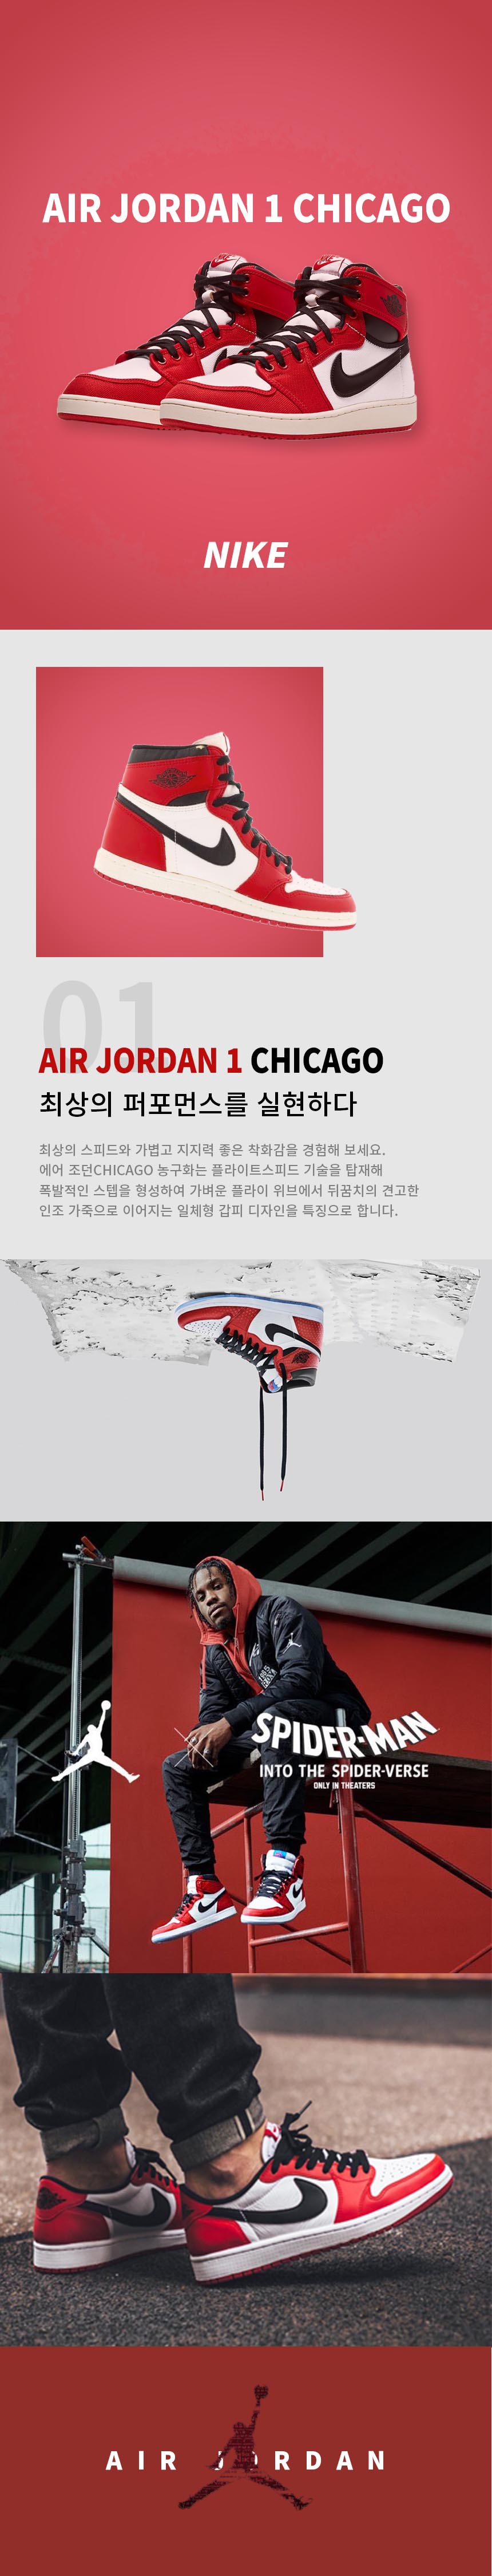 AIR JORDAN 1 CHICAGO
NIKE
01
AIR JORDAN 1 CHICAGO
최상의 퍼포먼스를 실현하다
최상의 스피드와 가볍고 지지력 좋은 착화감을 경험해 보세요.
에어 조던CHICAGO 농구화는 플라이트스피드 기술을 탑재해
폭발적인 스텝을 형성하여 가벼운 플라이 위브에서 뒤꿈치의 견고한
인조 가죽으로 이어지는 일체형 갑피 디자인을 특징으로 합니다.
SPIDER-MAN
INTO THE SPIDER-VERSE
ONLY IN THEATERS
AIR JORDAN